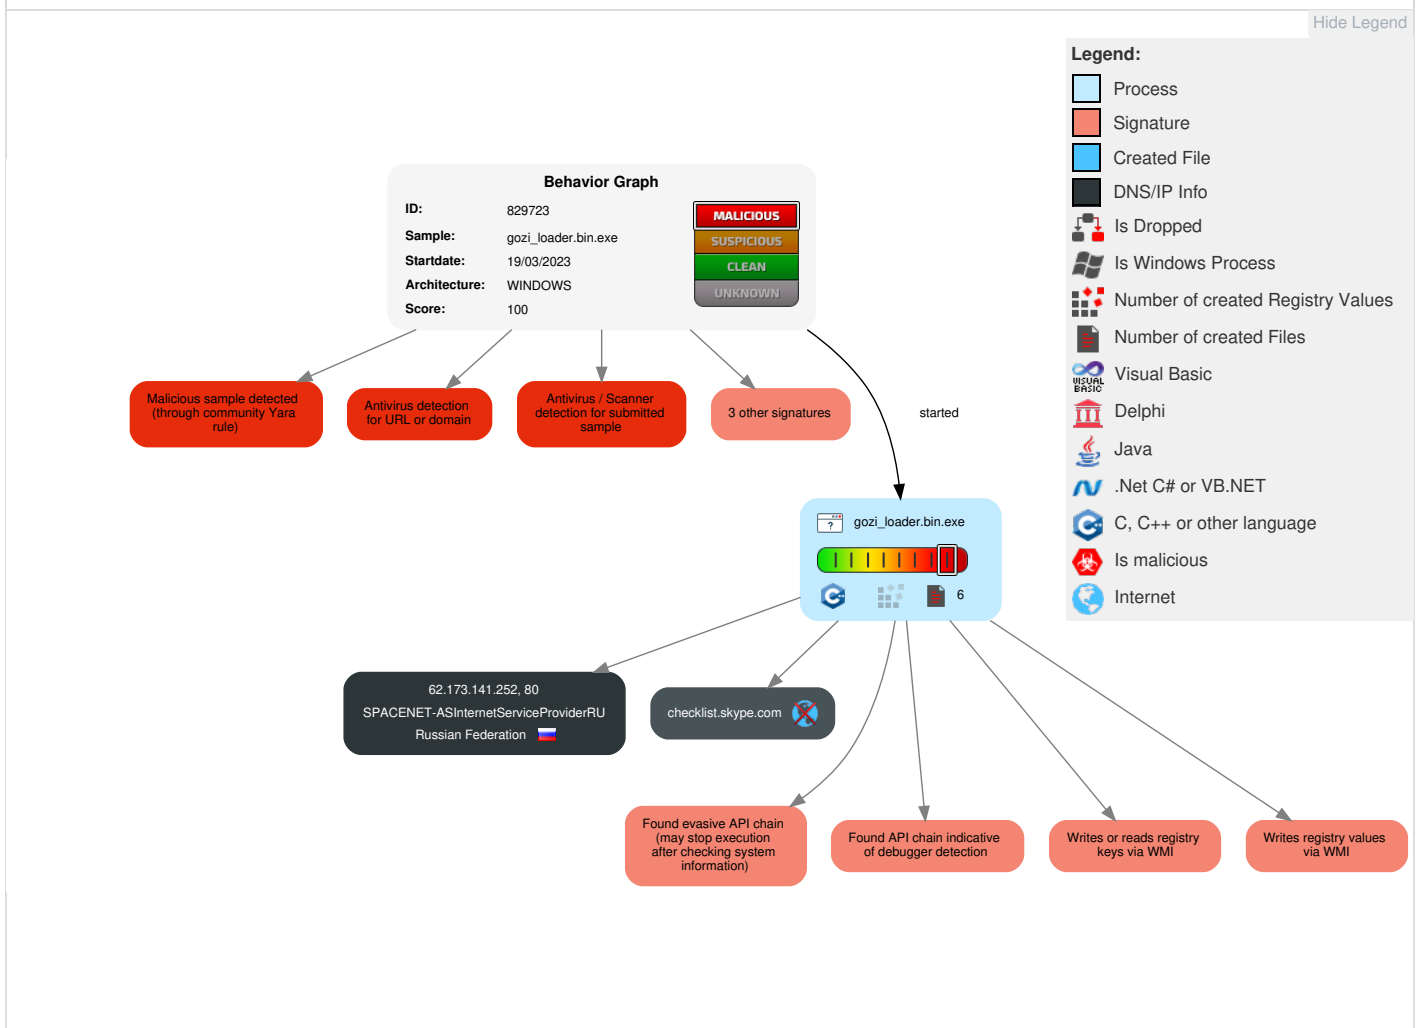 Hide Legend
Legend:
Process
Signature
Created File
DNS/IP Info
Is Dropped
Is Windows Process
Number of created Registry Values
Number of created Files
VISUAL
BASIC
Visual Basic
Delphi
Java
.Net C# or VB.NET
C, C++ or other language
Is malicious
Internet
Behavior Graph
ID: 829723
Sample: gozi_loader.bin.exe
Startdate: 19/03/2023
Architecture: WINDOWS
Score: 100
MALICIOUS
SUSPICIOUS
CLEAN
UNKNOWN
Malicious sample detected
(through community Yara
rule)
Antivirus detection
for URL or domain
Antivirus / Scanner
detection for submitted
sample
3 other signatures
started
gozi_loader.bin.exe
6
62.173.141.252, 80
SPACENET-ASInternetServiceProviderRU
Russian Federation
checklist.skype.com
Found evasive API chain
(may stop execution
after checking system
information)
Found API chain indicative
of debugger detection
Writes or reads registry
keys via WMI
Writes registry values
via WMI